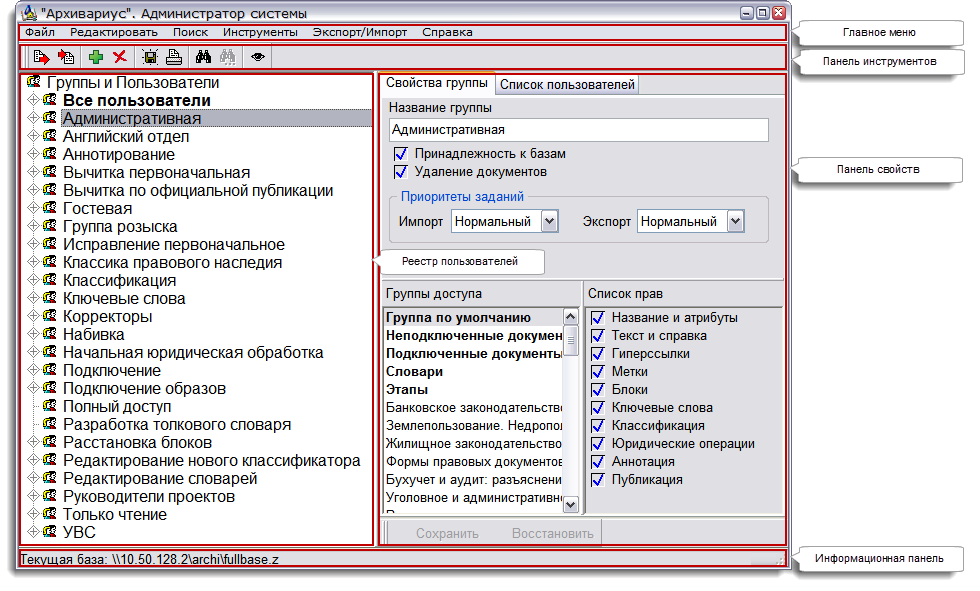 "Архивариус". Администратор системы
Файл Редактировать Поиск Инструменты Экспорт/Импорт Справка
Главное меню
Панель инструментов
Группы и Пользователи
Все пользователи
Административная
Английский отдел
Аннотирование
Вычитка первоначальная
Вычитка по официальной публикации
Гостевая
Группа розыска
Исправление первоначальное
Классика правового наследия
Классификация
Ключевые слова
Корректоры
Набивка
Начальная юридическая обработка
Подключение
Подключение образов
Полный доступ
Разработка толкового словаря
Расстановка блоков
Редактирование нового классификатора
Редактирование словарей
Руководители проектов
Только чтение
УВС
Реестр пользователей
Свойства группы Список пользователей
Название группы
Административная
Принадлежность к базам
Удаление документов
Приоритеты заданий
Импорт Нормальный Экспорт Нормальный
Панель свойств
Группы доступа
Группа по умолчанию
Неподключенные докумен
Подключенные документы
Словари
Этапы
Банковское законодательство
Землепользование. Недропол
Жилищное законодательство
Формы правовых документов
Бухучет и аудит: разъяснени
Уголовное и административн
Список прав
Название и атрибуты
Текст и справка
Гиперссылки
Метки
Блоки
Ключевые слова
Классификация
Юридические операции
Аннотация
Публикация
Сохранить Восстановить
Текущая база: \\10.50.128.2\archi\fullbase.z
Информационная панель